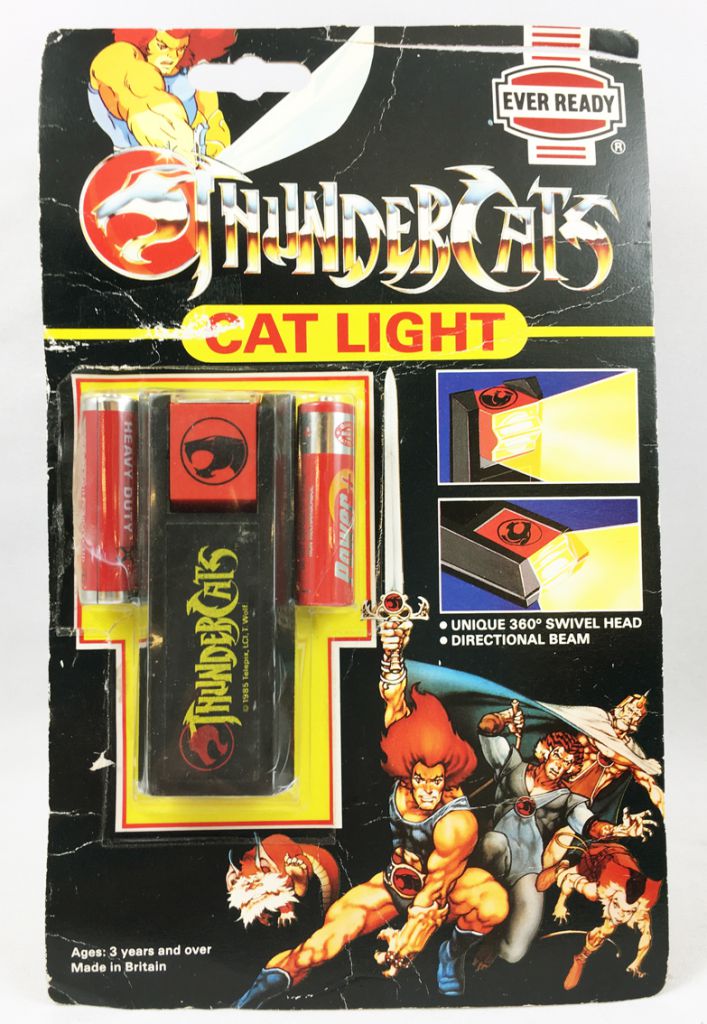 EVER READY
®
THUNDERCATS
CAT LIGHT
HEAVY DUTY
Power
THUNDERCATS
© 1985 Telepix, LCI, T. Wolf.
• UNIQUE 360° SWIVEL HEAD
• DIRECTIONAL BEAM
Ages: 3 years and over
Made in Britain